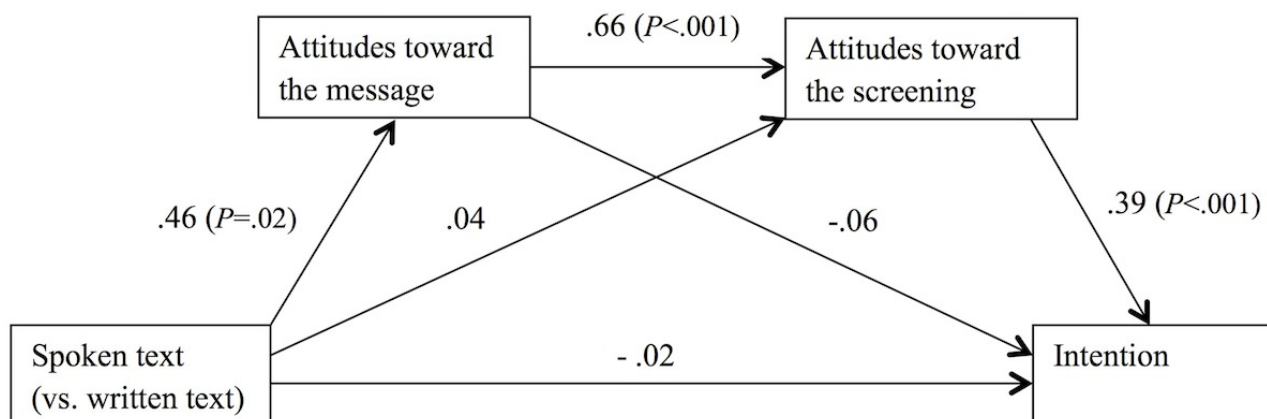 .66 (P<.001)
Attitudes toward
the message
Attitudes toward
the screening
.46 (P=.02)
.04
-.06
.39 (P<.001)
Spoken text
(vs. written text)
- .02
Intention